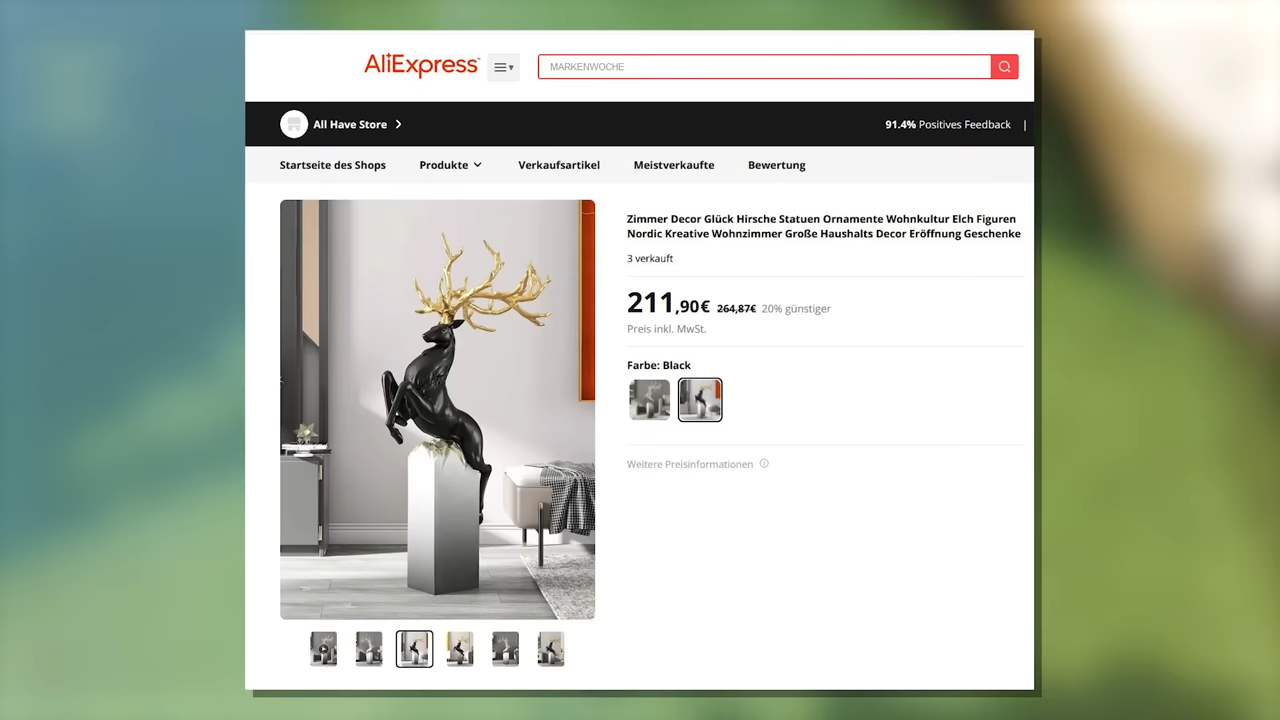 AliExpress
MARKENWOCHE
All Have Store
91.4% Positives Feedback |
Startseite des Shops Produkte Verkaufsartikel Meistverkaufte Bewertung
Zimmer Decor Glück Hirsche Statuen Ornamente Wohnkultur Elch Figuren
Nordic Kreative Wohnzimmer Große Haushalts Decor Eröffnung Geschenke
3 verkauft
211,90€ 264,87€ 20% günstiger
Preis inkl. MwSt.
Farbe: Black
Weitere Preisinformationen